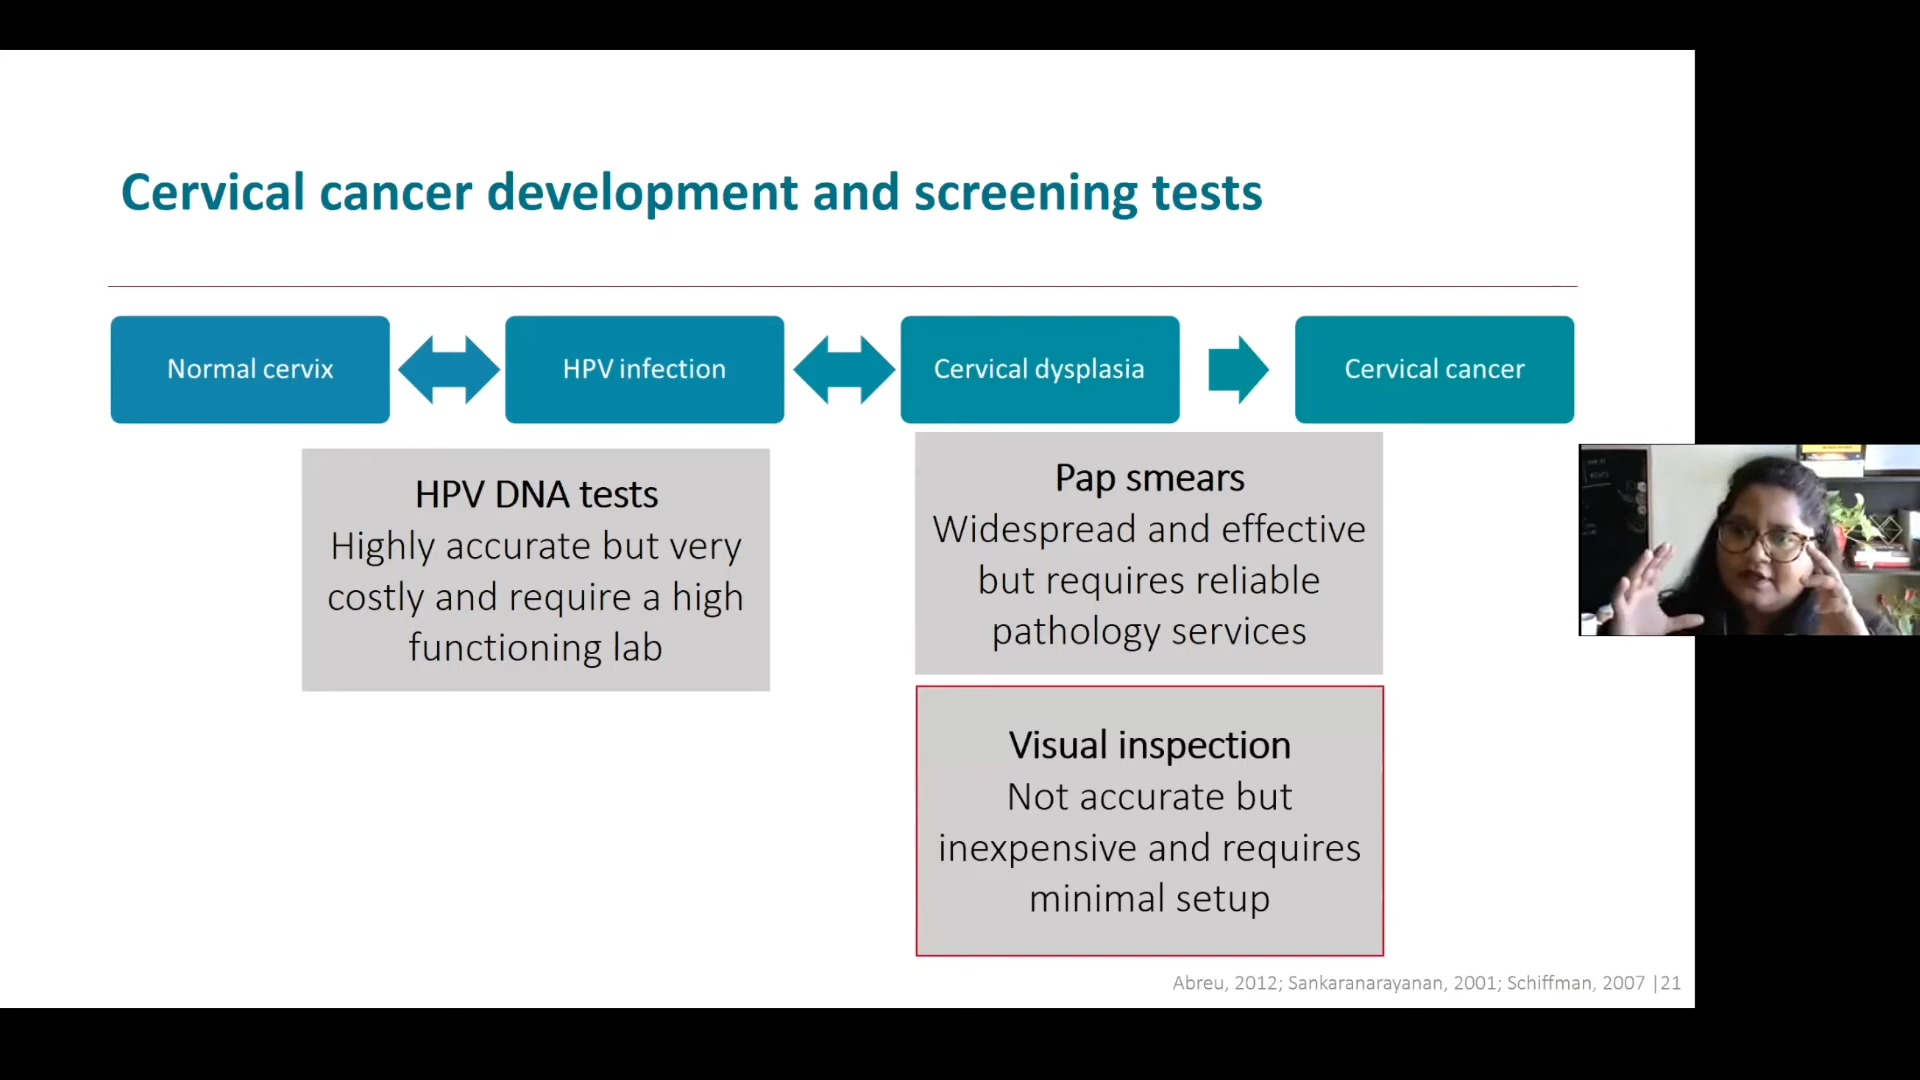 Cervical cancer development and screening tests
Normal cervix
HPV infection
Cervical dysplasia
Cervical cancer
HPV DNA tests
Highly accurate but very
costly and require a high
functioning lab
Pap smears
Widespread and effective
but requires reliable
pathology services
Visual inspection
Not accurate but
inexpensive and requires
minimal setup
Abreu, 2012; Sankaranarayanan, 2001; Schiffman, 2007 |21